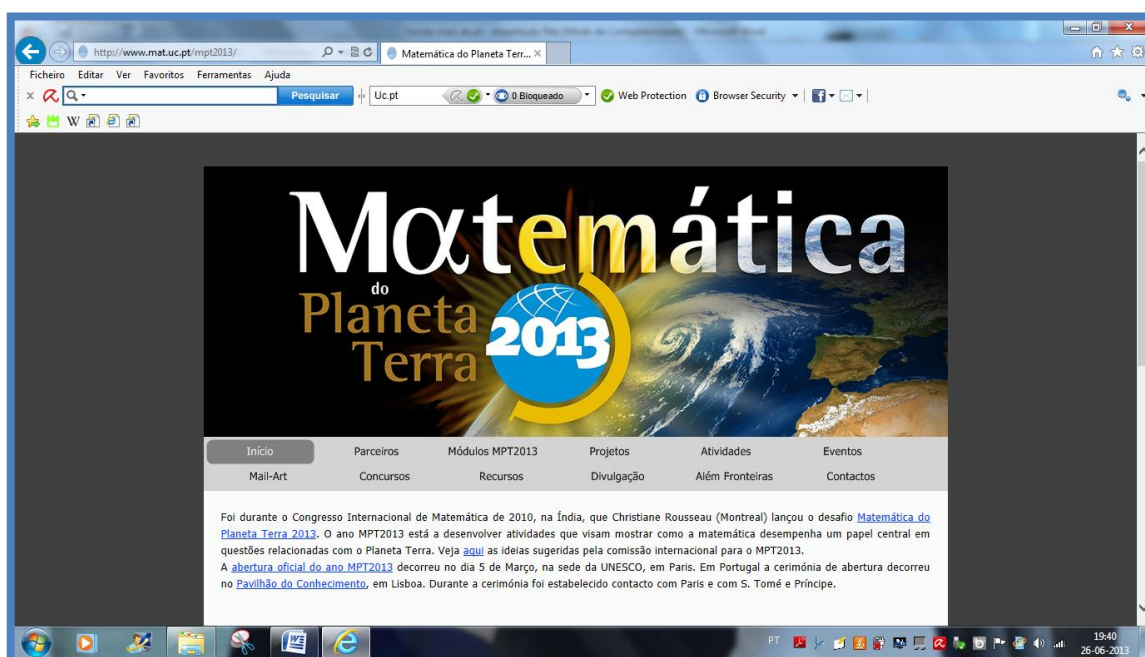 http://www.mat.uc.pt/mpt2013/
Matemática do Planeta Terr...
Ficheiro Editar Ver Favoritos Ferramentas Ajuda
Pesquisar Uc.pt 0 Bloqueado Web Protection Browser Security
W
Matemática
do
Planeta
Terra
2013
Início Parceiros Módulos MPT2013 Projetos Atividades Eventos
Mail-Art Concursos Recursos Divulgação Além Fronteiras Contactos
Foi durante o Congresso Internacional de Matemática de 2010, na Índia, que Christiane Rousseau (Montreal) lançou o desafio Matemática do
Planeta Terra 2013. O ano MPT2013 está a desenvolver atividades que visam mostrar como a matemática desempenha um papel central em
questões relacionadas com o Planeta Terra. Veja aqui as ideias sugeridas pela comissão internacional para o MPT2013.
A abertura oficial do ano MPT2013 decorreu no dia 5 de Março, na sede da UNESCO, em Paris. Em Portugal a cerimónia de abertura decorreu
no Pavilhão do Conhecimento, em Lisboa. Durante a cerimónia foi estabelecido contacto com Paris e com S. Tomé e Príncipe.
PT 19:40
26-06-2013